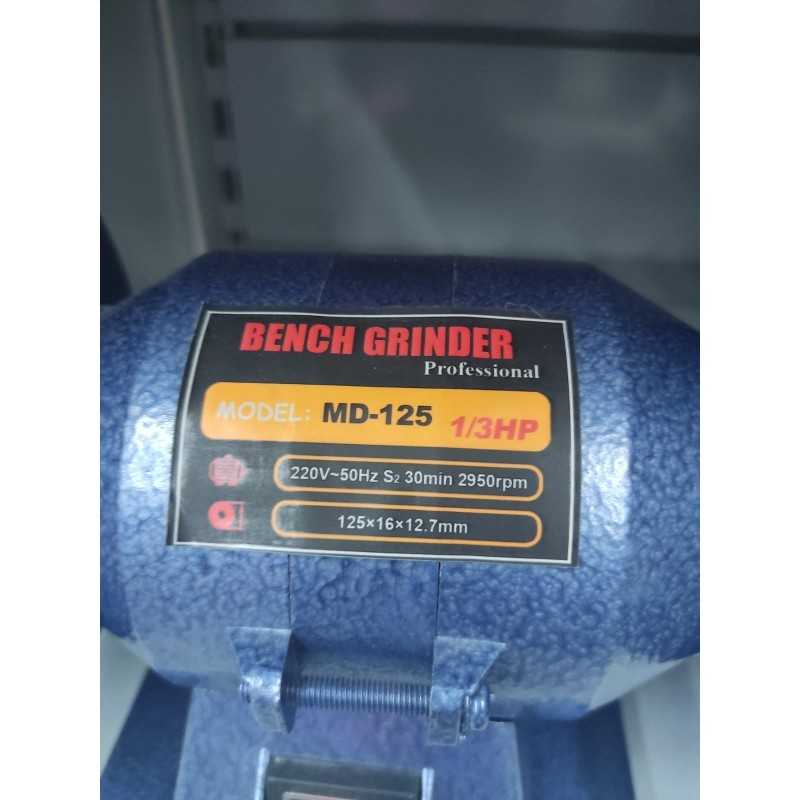 BENCH GRINDER
Professional
MODEL: MD-125 1/3HP
220V~50Hz S₂ 30min 2950rpm
125×16×12.7mm